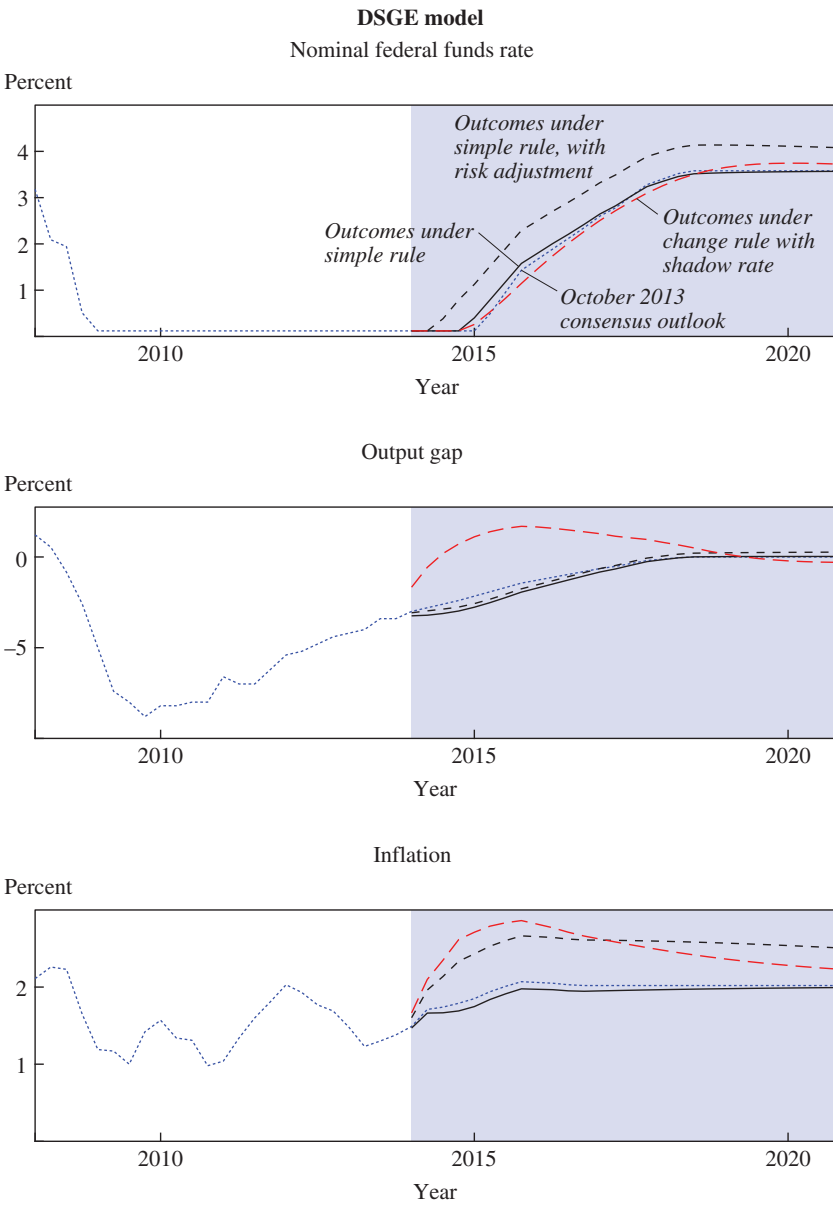 DSGE model
Nominal federal funds rate
Percent
Outcomes under
simple rule, with
risk adjustment
4
3
2
1
Outcomes under
simple rule
Outcomes under
change rule with
shadow rate
October 2013
consensus outlook
2010 2015 2020
Year
Output gap
Percent
0
–5
2010 2015 2020
Year
Inflation
Percent
2
1
2010 2015 2020
Year